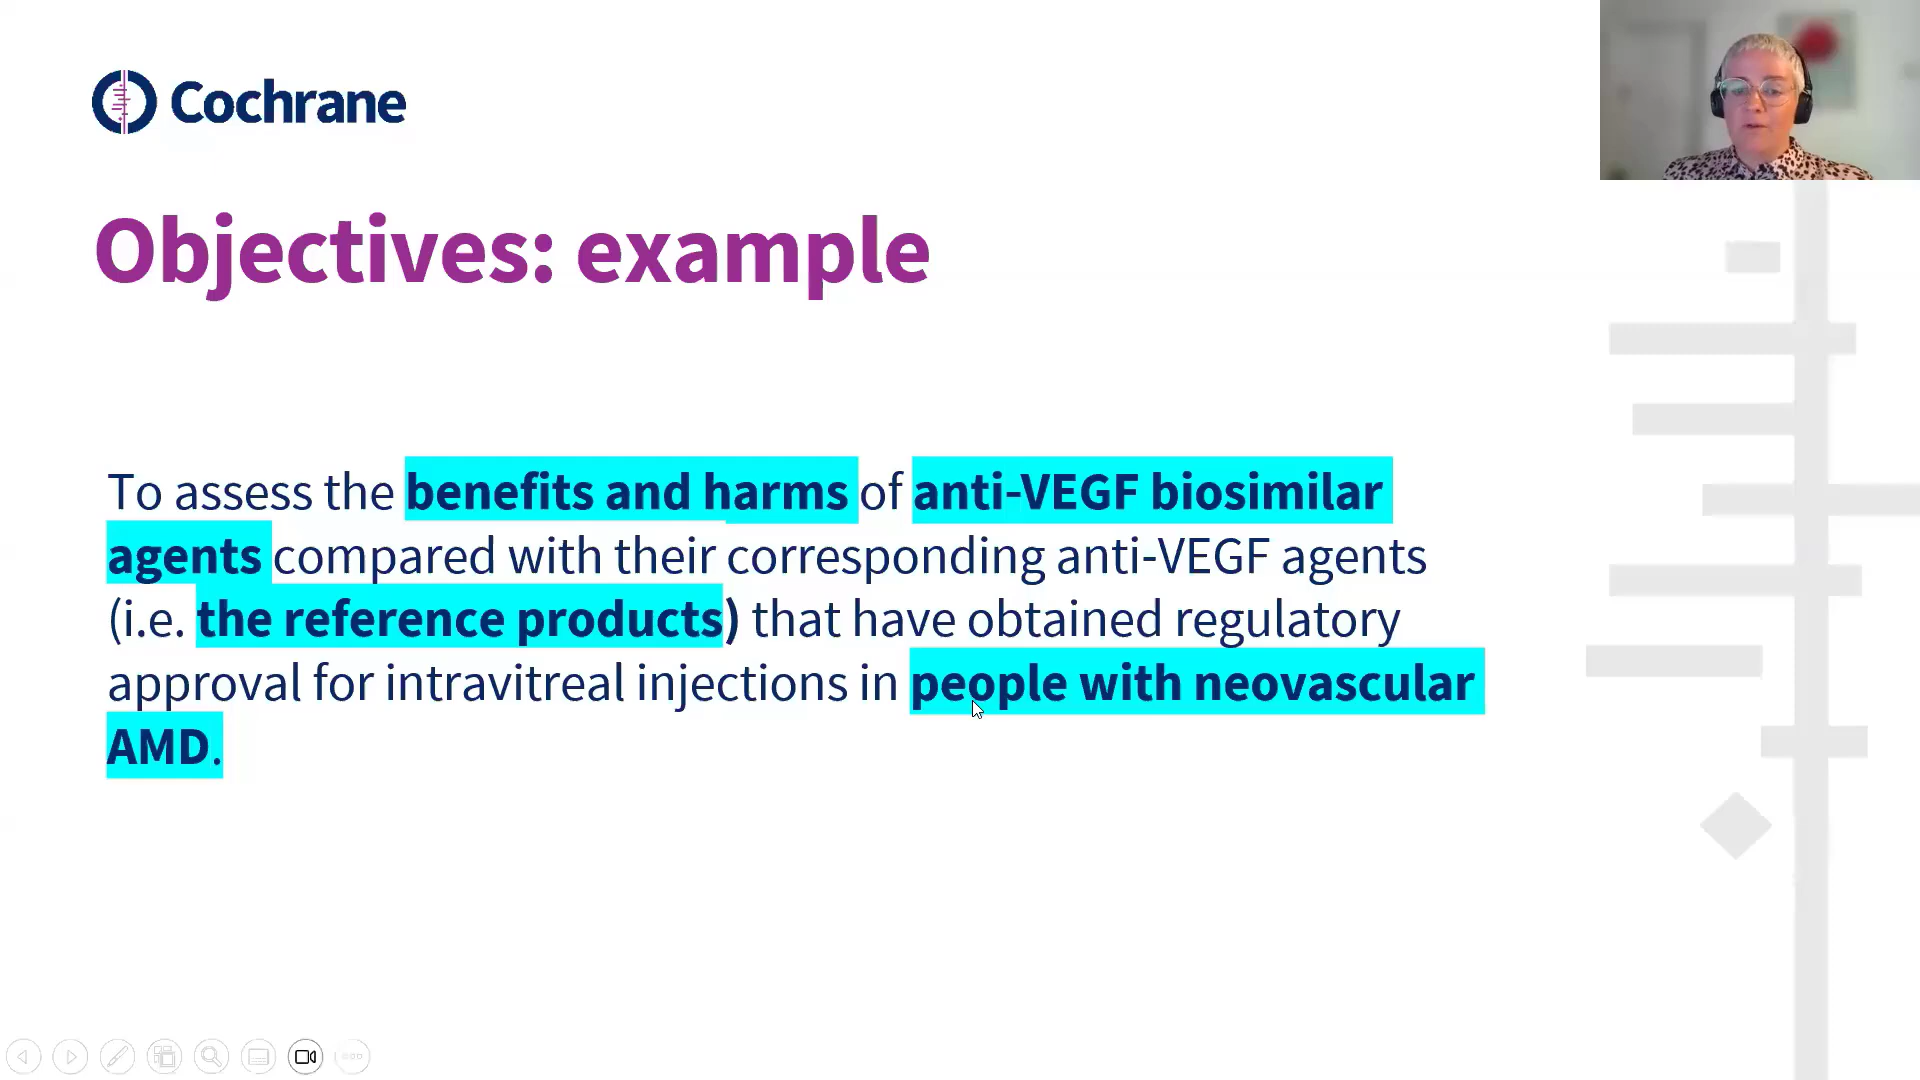 Cochrane
Objectives: example
To assess the benefits and harms of anti-VEGF biosimilar
agents compared with their corresponding anti-VEGF agents
(i.e. the reference products) that have obtained regulatory
approval for intravitreal injections in people with neovascular
AMD.